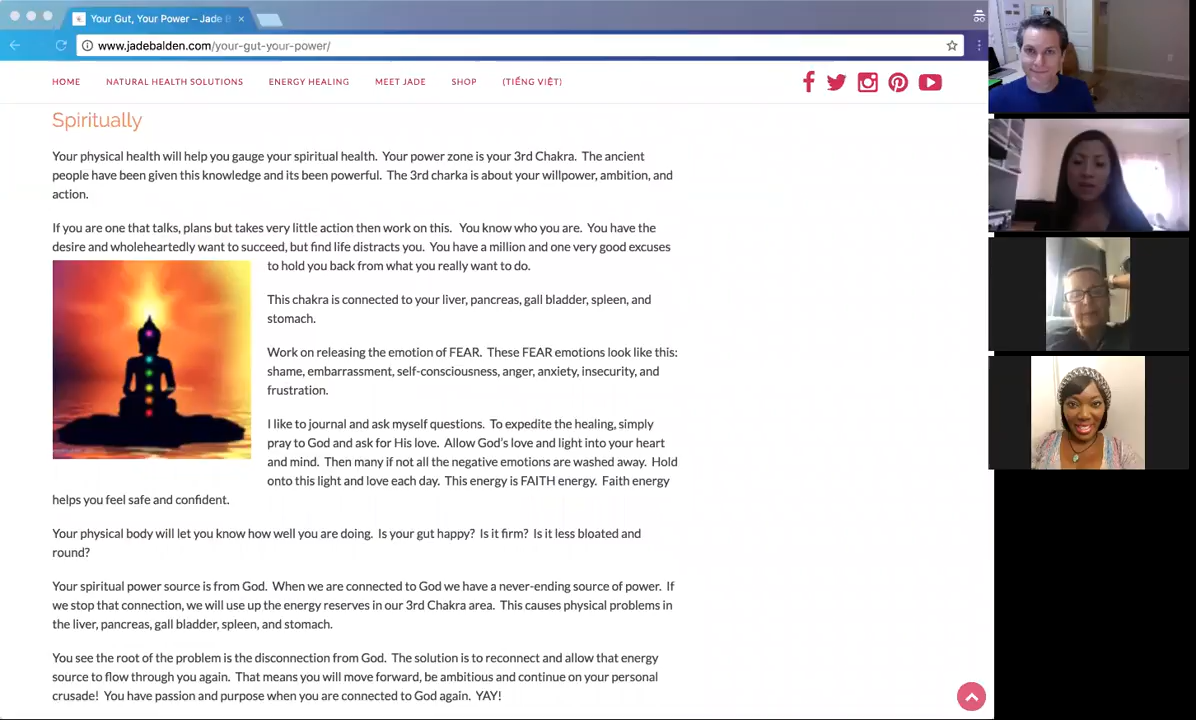 Your Gut, Your Power – Jade B
www.jadebalden.com/your-gut-your-power/
HOME NATURAL HEALTH SOLUTIONS ENERGY HEALING MEET JADE SHOP (TIẾNG VIỆT)
Spiritually
Your physical health will help you gauge your spiritual health. Your power zone is your 3rd Chakra. The ancient
people have been given this knowledge and its been powerful. The 3rd charka is about your willpower, ambition, and
action.
If you are one that talks, plans but takes very little action then work on this. You know who you are. You have the
desire and wholeheartedly want to succeed, but find life distracts you. You have a million and one very good excuses
to hold you back from what you really want to do.
This chakra is connected to your liver, pancreas, gall bladder, spleen, and
stomach.
Work on releasing the emotion of FEAR. These FEAR emotions look like this:
shame, embarrassment, self-consciousness, anger, anxiety, insecurity, and
frustration.
I like to journal and ask myself questions. To expedite the healing, simply
pray to God and ask for His love. Allow God's love and light into your heart
and mind. Then many if not all the negative emotions are washed away. Hold
onto this light and love each day. This energy is FAITH energy. Faith energy
helps you feel safe and confident.
Your physical body will let you know how well you are doing. Is your gut happy? Is it firm? Is it less bloated and
round?
Your spiritual power source is from God. When we are connected to God we have a never-ending source of power. If
we stop that connection, we will use up the energy reserves in our 3rd Chakra area. This causes physical problems in
the liver, pancreas, gall bladder, spleen, and stomach.
You see the root of the problem is the disconnection from God. The solution is to reconnect and allow that energy
source to flow through you again. That means you will move forward, be ambitious and continue on your personal
crusade! You have passion and purpose when you are connected to God again. YAY!